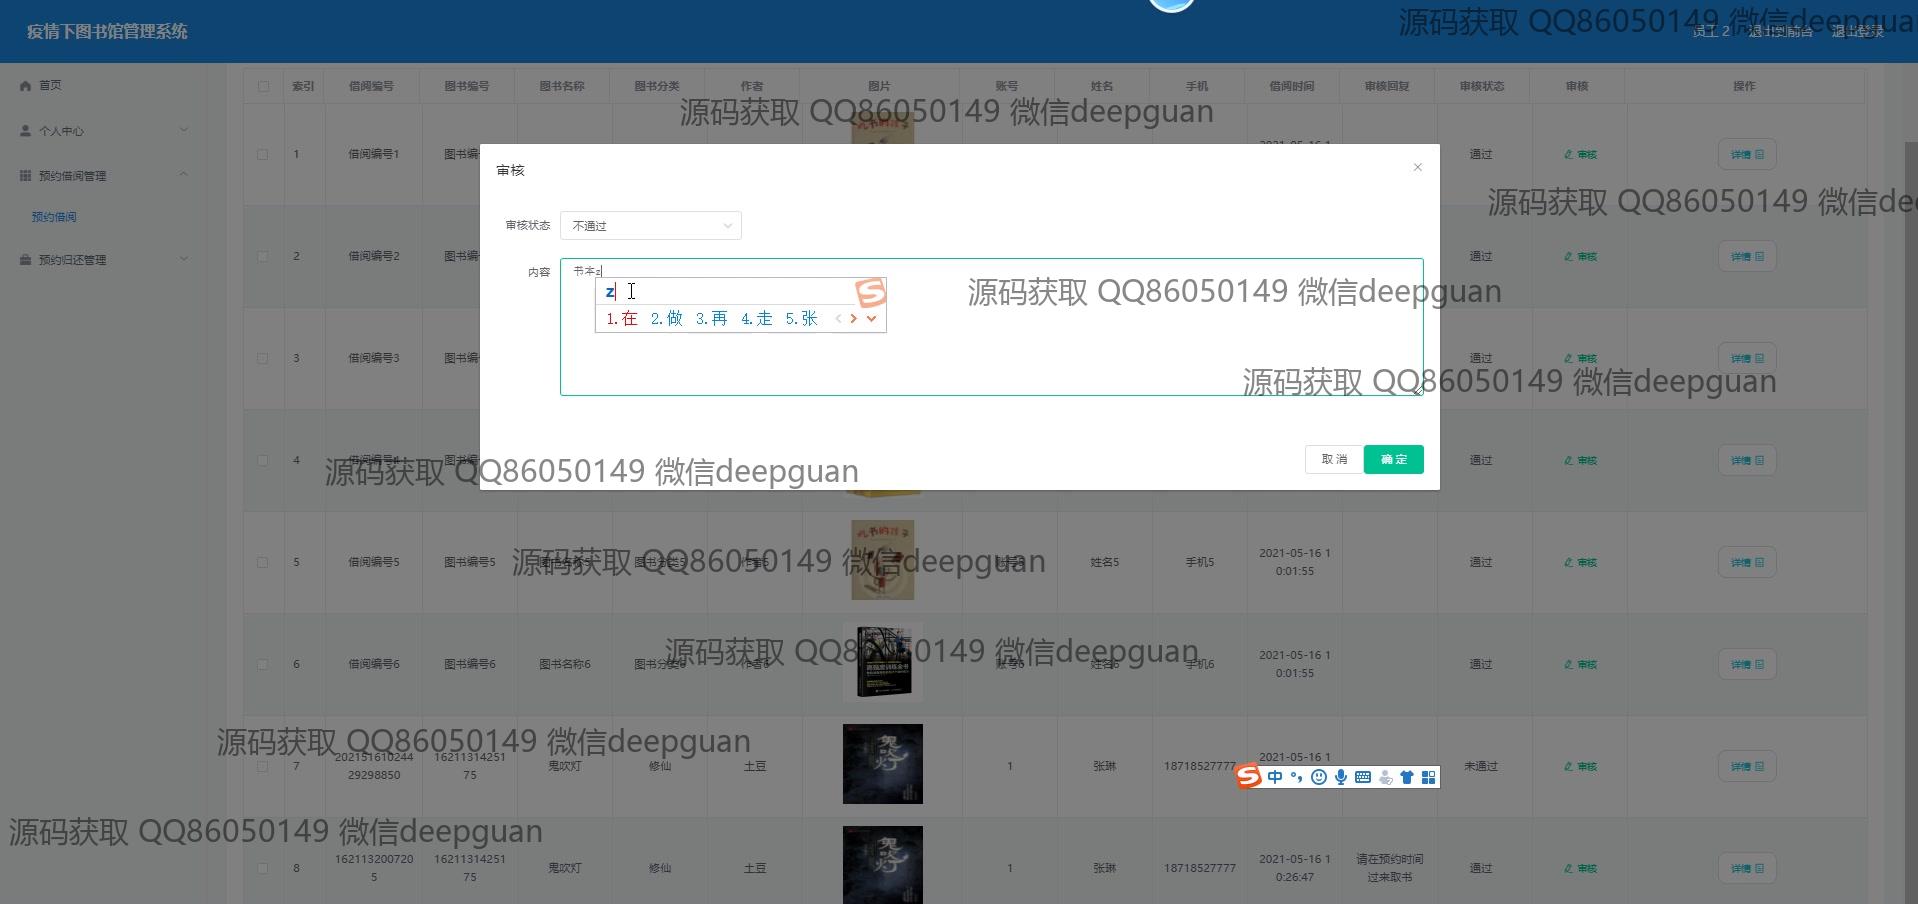 疫情下图书馆管理系统
源码获取 QQ86050149 微信deepguan
员工 2 退出到前台 退出登录
首页
个人中心
预约借阅管理
预约借阅
预约归还管理
索引 借阅编号 图书编号 图书名称 图书分类 作者 图片 账号 姓名 手机 借阅时间 审核回复 审核状态 审核 操作
源码获取 QQ86050149 微信deepguan
1 借阅编号1 图书编 通过 审核 详情
审核
源码获取 QQ86050149 微信de
审核状态 不通过
2 借阅编号2 图书编 通过 审核 详情
内容 书本z
z
源码获取 QQ86050149 微信deepguan
1.在 2.做 3.再 4.走 5.张
3 借阅编号3 图书编 通过 审核 详情
源码获取 QQ86050149 微信deepguan
取消 确定
4 借阅编号4 图书编 通过 审核 详情
源码获取 QQ86050149 微信deepguan
5 借阅编号5 图书编号5 图书名称5 图书分类5 作者5 账号5 姓名5 手机5 2021-05-16 1
0:01:55 通过 审核 详情
源码获取 QQ86050149 微信deepguan
6 借阅编号6 图书编号6 图书名称6 图书分类6 作者6 账号6 姓名6 手机6 2021-05-16 1
0:01:55 通过 审核 详情
源码获取 QQ86050149 微信deepguan
源码获取 QQ86050149 微信deepguan
7 202151610244
29298850 16211314251
75 鬼吹灯 修仙 土豆 鬼吹灯 1 张琳 18718527777 2021-05-16 1 未通过 审核 详情
中
源码获取 QQ86050149 微信deepguan
8 162113200720
5 16211314251
75 鬼吹灯 修仙 土豆 鬼吹灯 1 张琳 18718527777 2021-05-16 1
0:26:47 请在预约时间
过来取书 通过 审核 详情